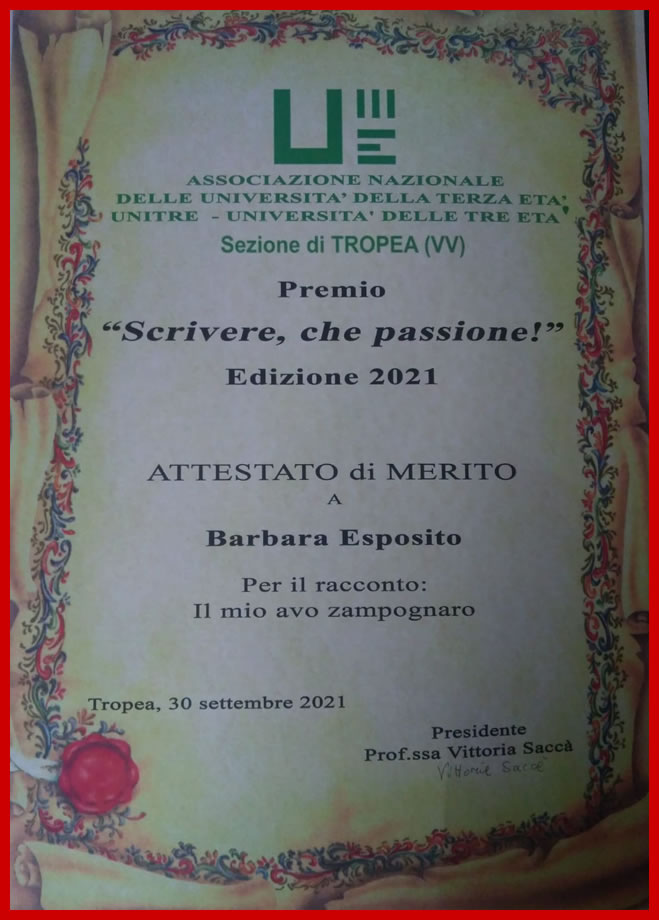 ASSOCIAZIONE NAZIONALE
DELLE UNIVERSITA' DELLA TERZA ETA'
UNITRE - UNIVERSITA' DELLE TRE ETA'
Sezione di TROPEA (VV)
Premio
“Scrivere, che passione!”
Edizione 2021
ATTESTATO di MERITO
A
Barbara Esposito
Per il racconto:
Il mio avo zampognaro
Tropea, 30 settembre 2021
Presidente
Prof.ssa Vittoria Saccà
Vittoria Saccà